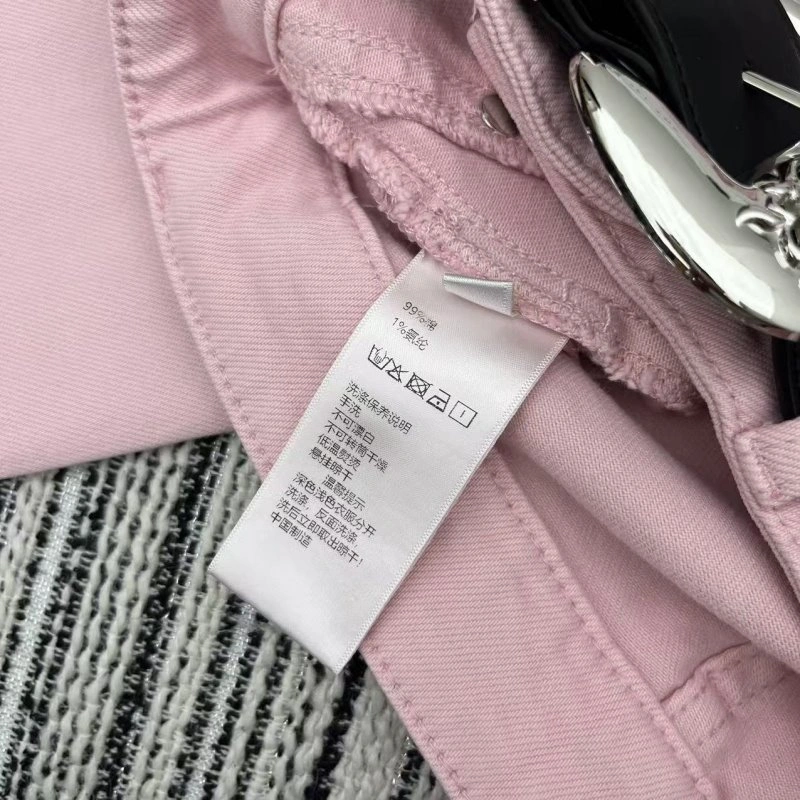 99%棉
1%氨纶
洗涤保养说明
手洗
不可漂白
不可转筒干燥
低温熨烫
悬挂晾干
温馨提示
深色浅色衣服分开
洗涤 反面洗涤
洗后立即取出晾干!
中国制造